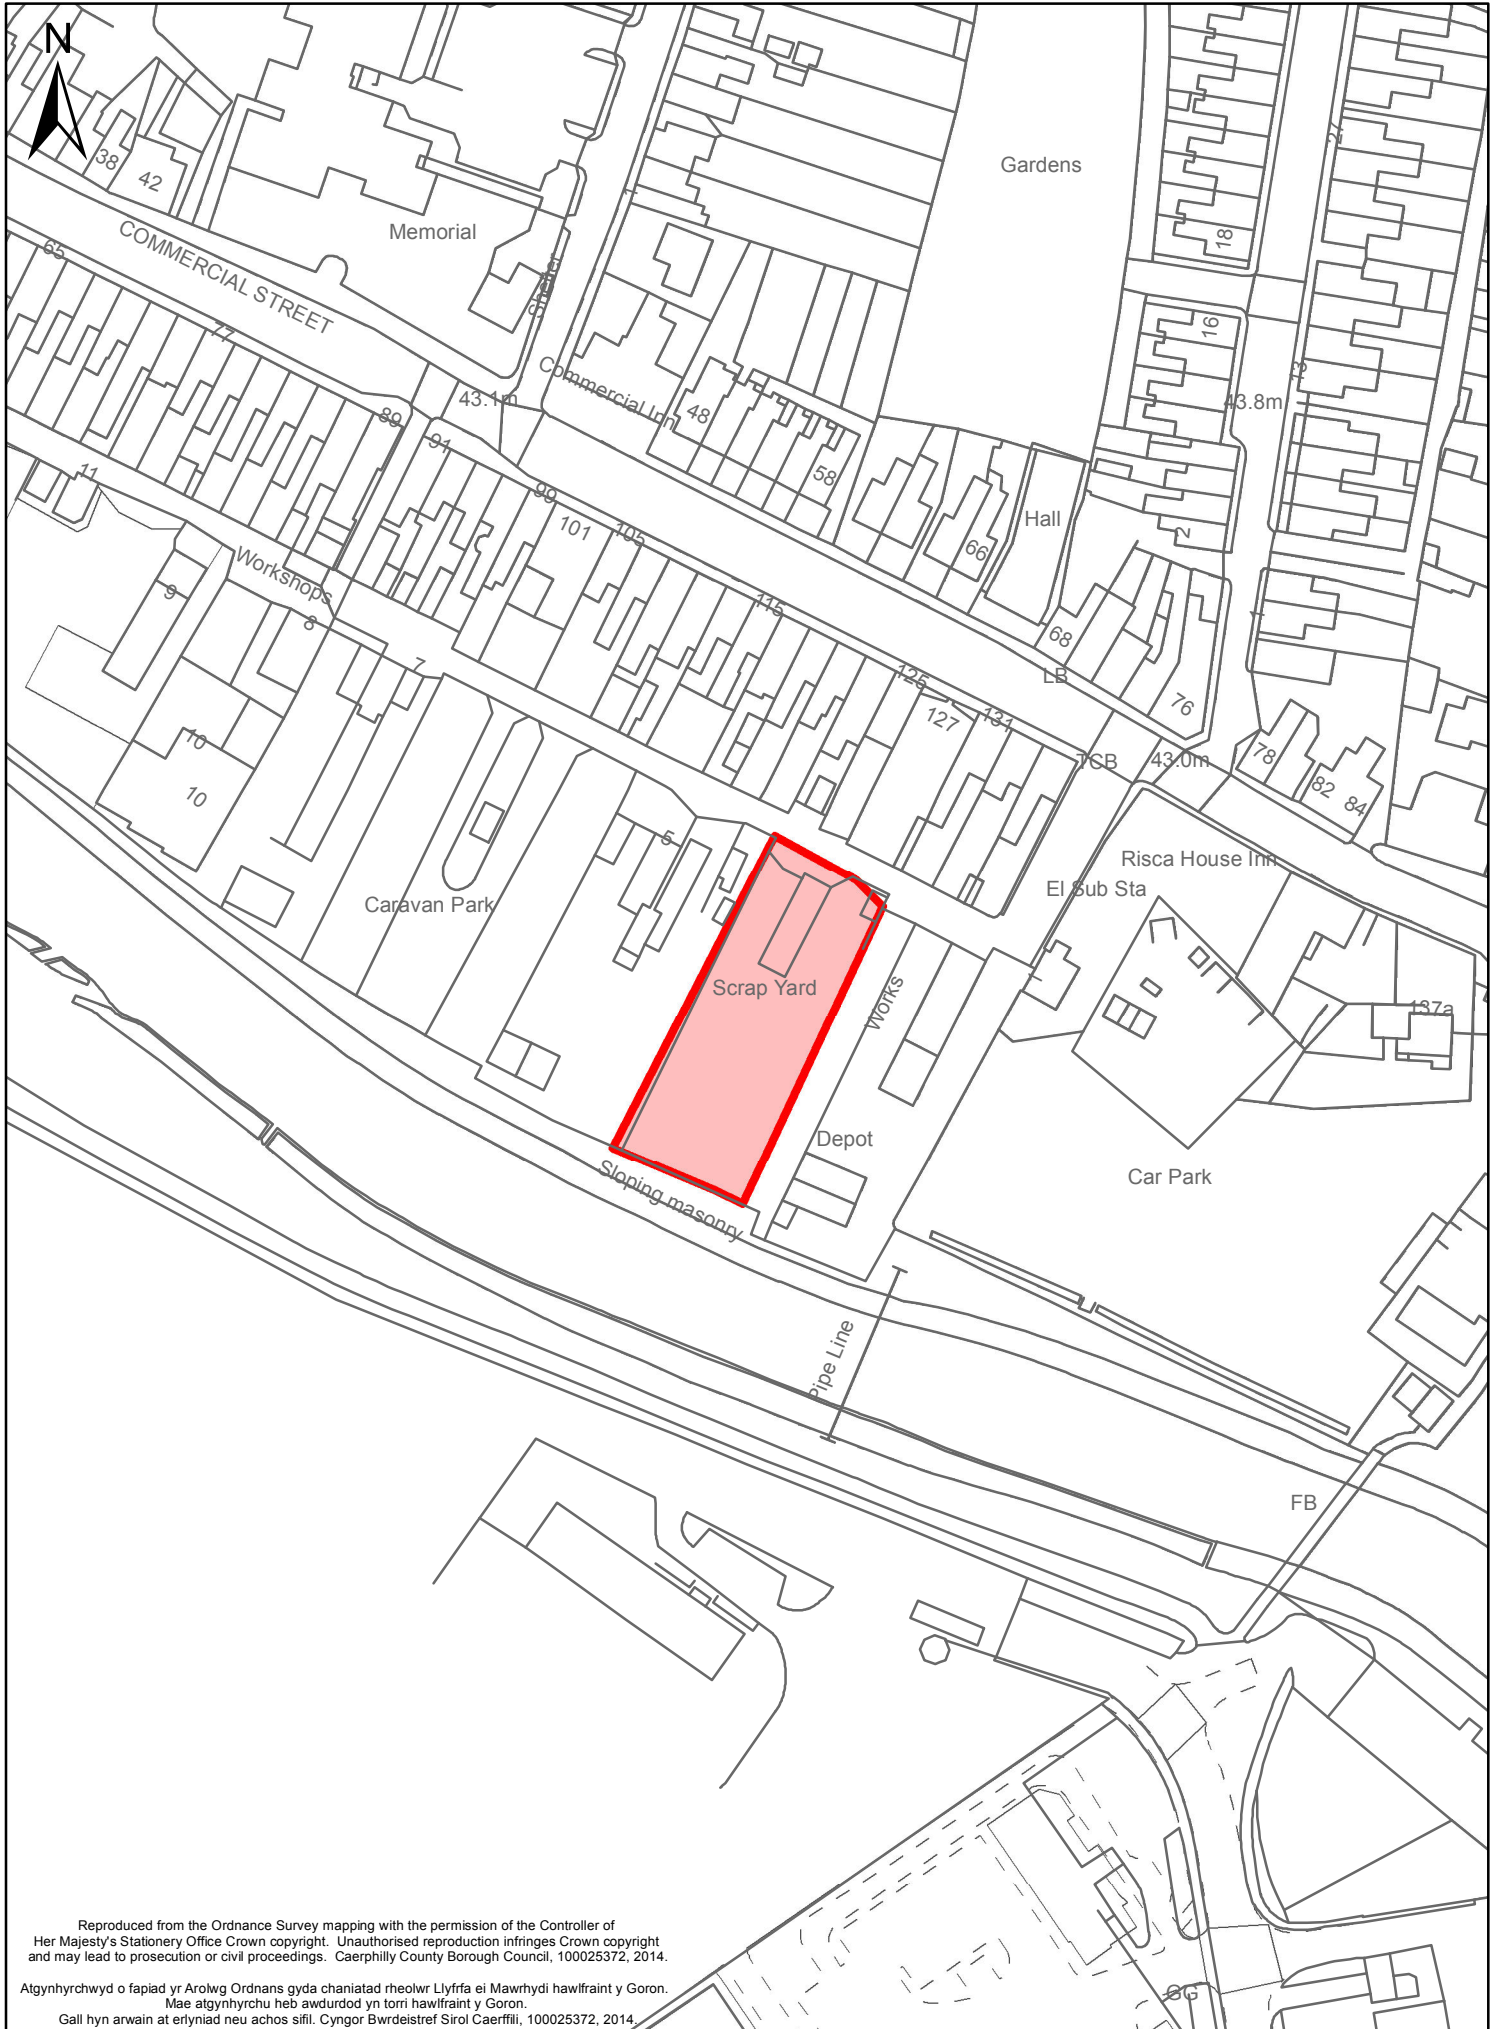 N
Gardens
38
42
Memorial
1
18
COMMERCIAL STREET
65
77
Shelter
16
13
43.8m
Commercial Inn
43.1m
48
89
91
11
58
99
101
105
Hall
66
2
Workshops
9
8
115
1
68
LB
7
125
127
131
76
TCB
43.0m
78
82
84
10
10
5
Risca House Inn
El Sub Sta
Caravan Park
Scrap Yard
Works
1
137a
Depot
Car Park
Sloping masonry
Pipe Line
FB
GG
Reproduced from the Ordnance Survey mapping with the permission of the Controller of
Her Majesty's Stationery Office Crown copyright. Unauthorised reproduction infringes Crown copyright
and may lead to prosecution or civil proceedings. Caerphilly County Borough Council, 100025372, 2014.
Atgynhyrchwyd o fapiad yr Arolwg Ordnans gyda chaniatad rheolwr Llyfrfa ei Mawrhydi hawlfraint y Goron.
Mae atgynhyrchu heb awdurdod yn torri hawlfraint y Goron.
Gall hyn arwain at erlyniad neu achos sifil. Cyngor Bwrdeistref Sirol Caerffili, 100025372, 2014.